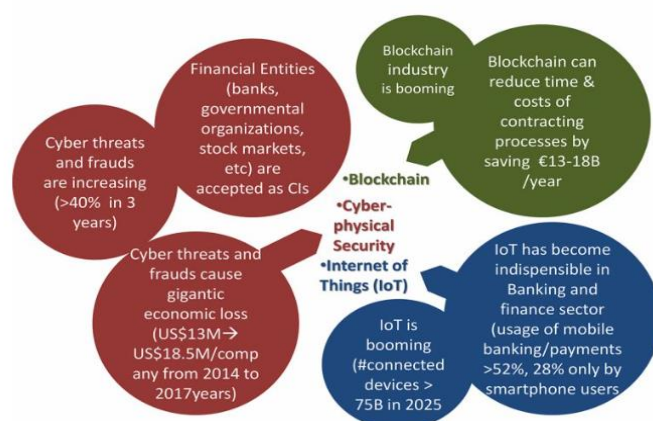 Financial Entities
(banks,
governmental
organizations,
stock markets,
etc) are
accepted as CIs
Cyber threats
and frauds
are increasing
(>40% in 3
years)
Cyber threats and
frauds cause
gigantic
economic loss
(US$13M→
US$18.5M/comp
any from 2014 to
2017years)
Blockchain
industry
is booming
Blockchain can
reduce time &
costs of
contracting
processes by
saving €13-18B
/year
•Blockchain
•Cyber-
physical
Security
•Internet of
Things (IoT)
IoT is
booming
(#connected
devices >
75B in 2025
IoT has become
indispensible in
Banking and
finance sector
(usage of mobile
banking/payments
>52%, 28% only by
smartphone users